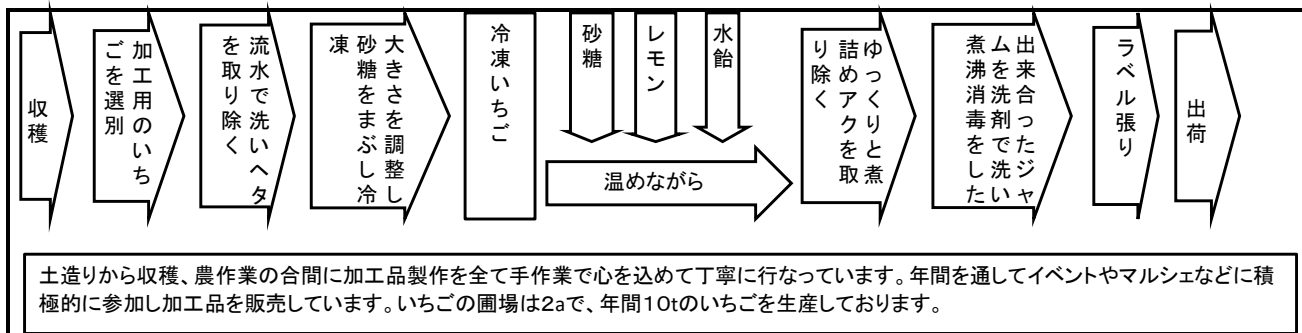 収穫
加工用のいち
ごを選別
流水で洗いヘタ
を取り除く
大きさを調整し
砂糖をまぶし冷
凍
冷凍いちご
砂糖
レモン
水飴
温めながら
ゆっくりと煮
詰めアクを取
り除く
出来合ったジャ
ムを洗剤で洗い
煮沸消毒をした
ラベル張り
出荷
土造りから収穫、農作業の合間に加工品製作を全て手作業で心を込めて丁寧に行なっています。年間を通してイベントやマルシェなどに積
極的に参加し加工品を販売しています。いちごの圃場は2aで、年間10tのいちごを生産しております。